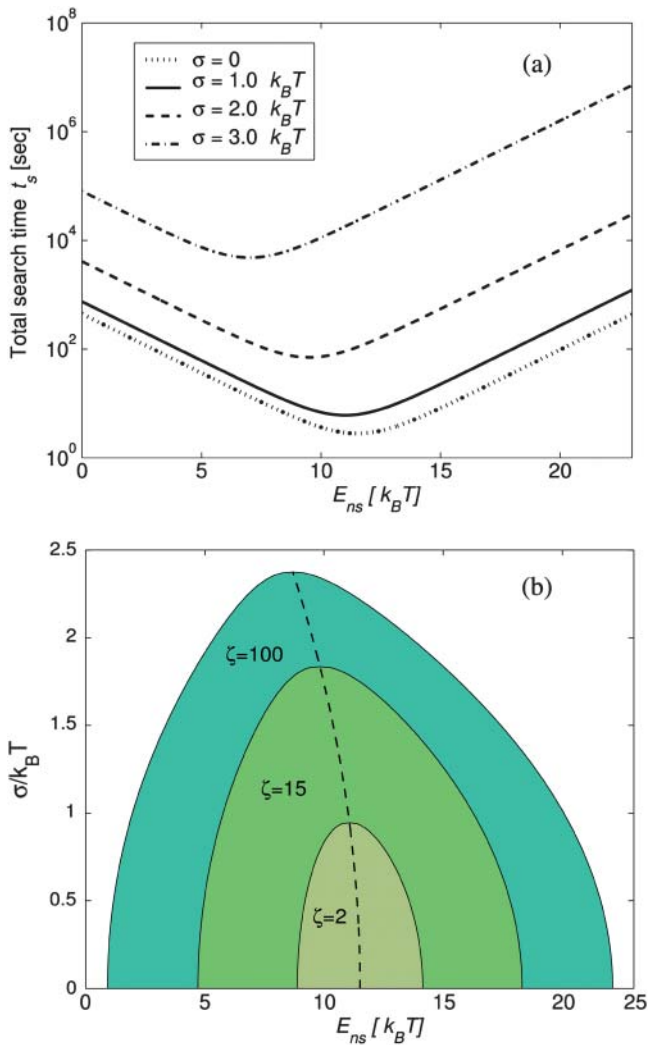 10^8
(a)
σ = 0
σ = 1.0 k_BT
σ = 2.0 k_BT
σ = 3.0 k_BT
10^6
10^4
10^2
10^0
Total search time t_s [sec]
0 5 10 15 20
E_ns [ k_BT]
2.5
(b)
2
ζ=100
1.5
ζ=15
1
0.5
ζ=2
0
σ/k_BT
0 5 10 15 20 25
E_ns [ k_BT]